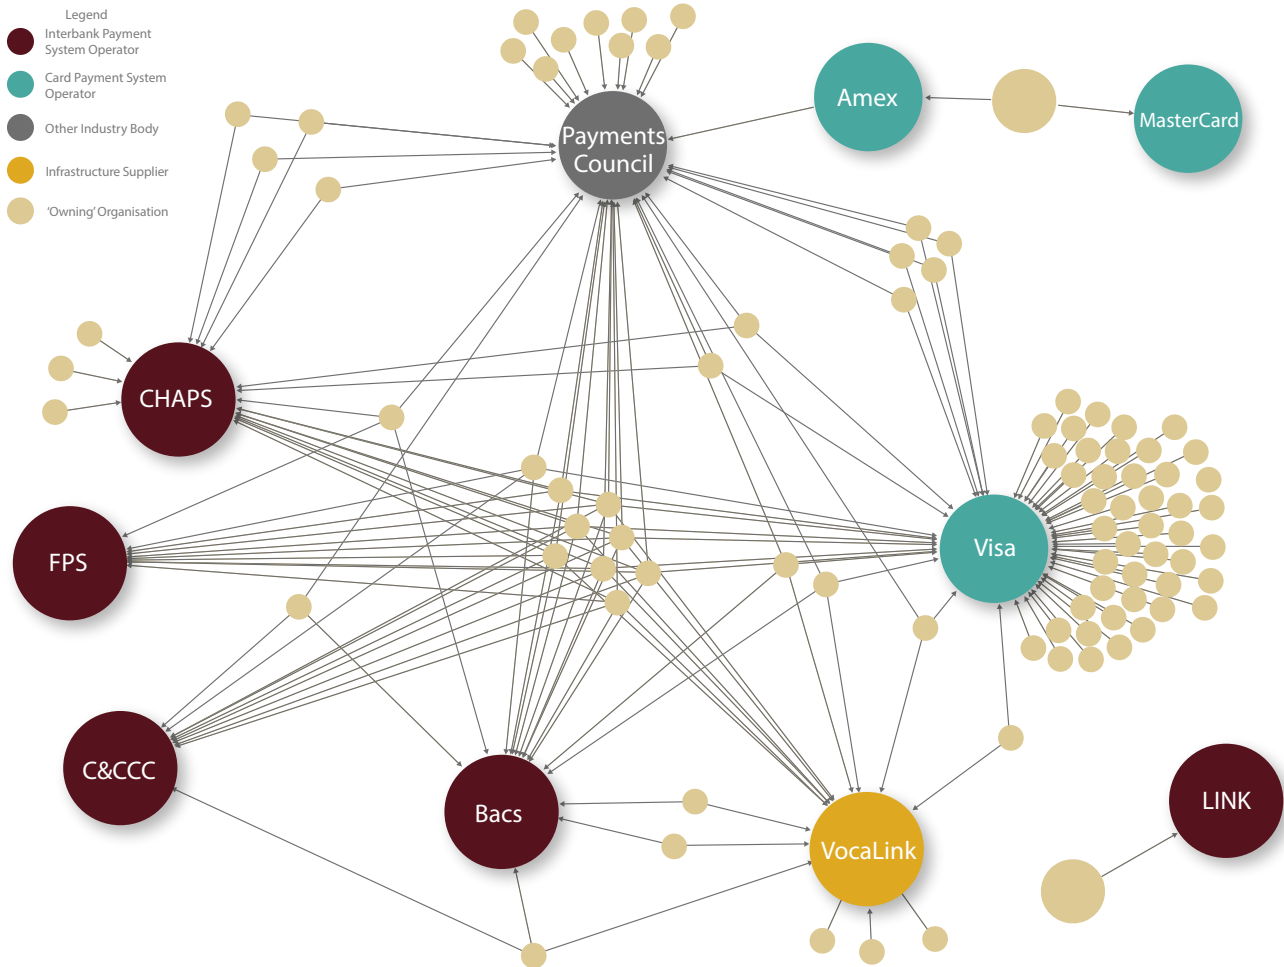 Legend
Interbank Payment
System Operator
Card Payment System
Operator
Other Industry Body
Infrastructure Supplier
‘Owning’ Organisation
Payments
Council
Amex
MasterCard
CHAPS
FPS
Visa
C&CCC
Bacs
VocaLink
LINK